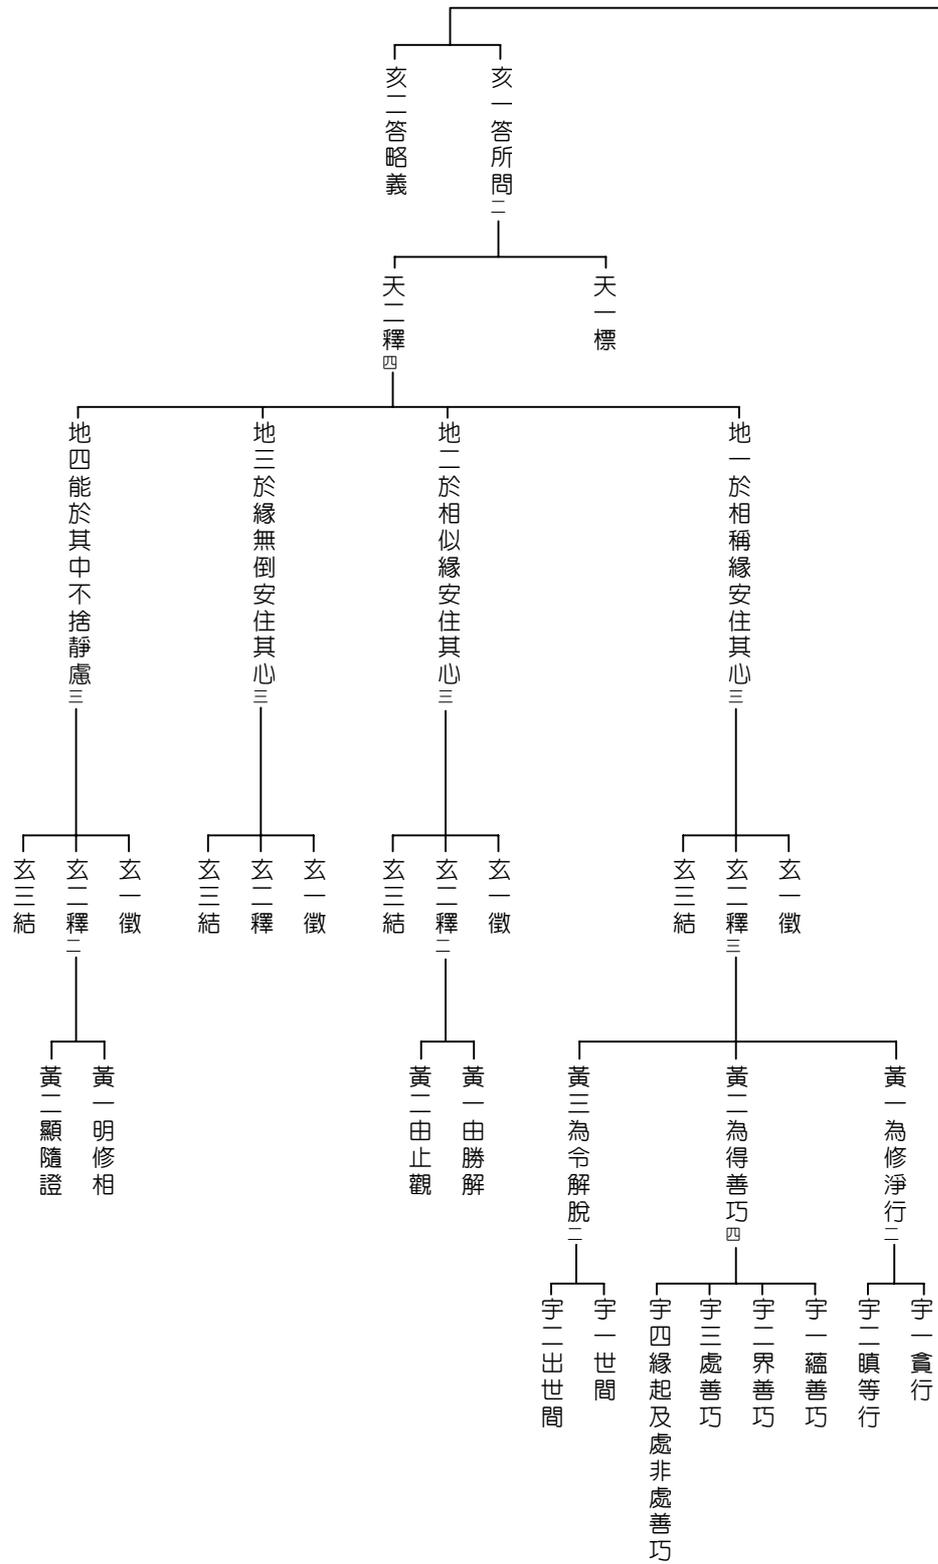 亥一答所問二
亥二答略義
天一標
天二釋四
地一於相稱緣安住其心三
地二於相似緣安住其心三
地三於緣無倒安住其心三
地四能於其中不捨靜慮三
玄一徵
玄二釋三
玄三結
玄一徵
玄二釋二
玄三結
玄一徵
玄二釋
玄三結
玄一徵
玄二釋二
玄三結
黃一為修淨行二
黃二為得善巧四
黃三為令解脫二
黃一由勝解
黃二由止觀
黃一明修相
黃二顯隨證
宇一貪行
宇二瞋等行
宇一蘊善巧
宇二界善巧
宇三處善巧
宇四緣起及處非處善巧
宇一世間
宇二出世間